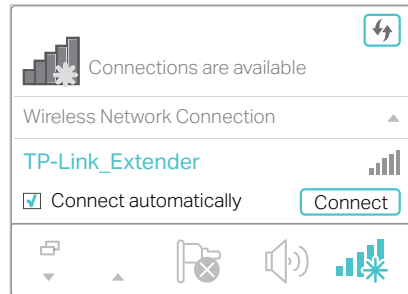 Connections are available
Wireless Network Connection
TP-Link_Extender
Connect automatically
Connect